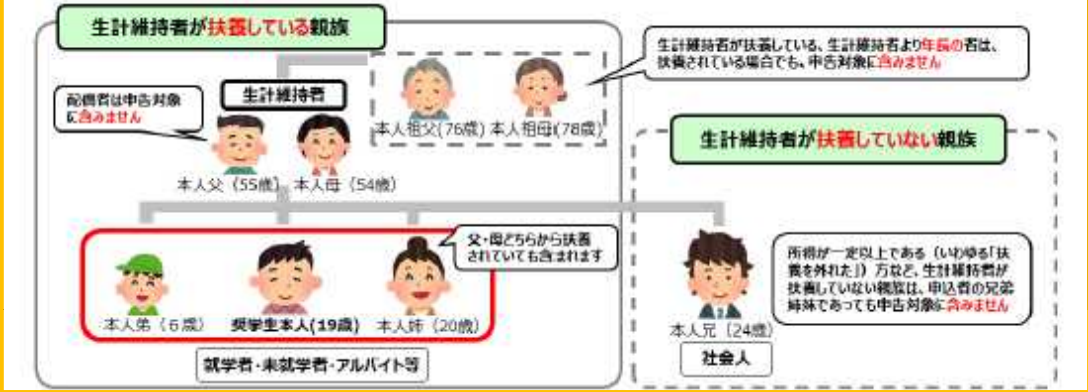 生計維持者が扶養している親族
生計維持者が扶養している、生計維持者より年長の者は、
扶養されている場合でも、申告対象に含みません
配偶者は申告対象
に含みません
生計維持者
本人祖父(76歳)
本人祖母(78歳)
生計維持者が扶養していない親族
本人父（55歳）
本人母（54歳）
父・母どちらから扶養
されていても含まれます
所得が一定以上である（いわゆる「扶
養を外れた」）方など、生計維持者が
扶養していない親族は、申込者の兄弟
姉妹であっても申告対象に含みません
本人弟（６歳）
奨学生本人(19歳)
本人姉（20歳）
本人兄（24歳）
就学者・未就学者・アルバイト等
社会人